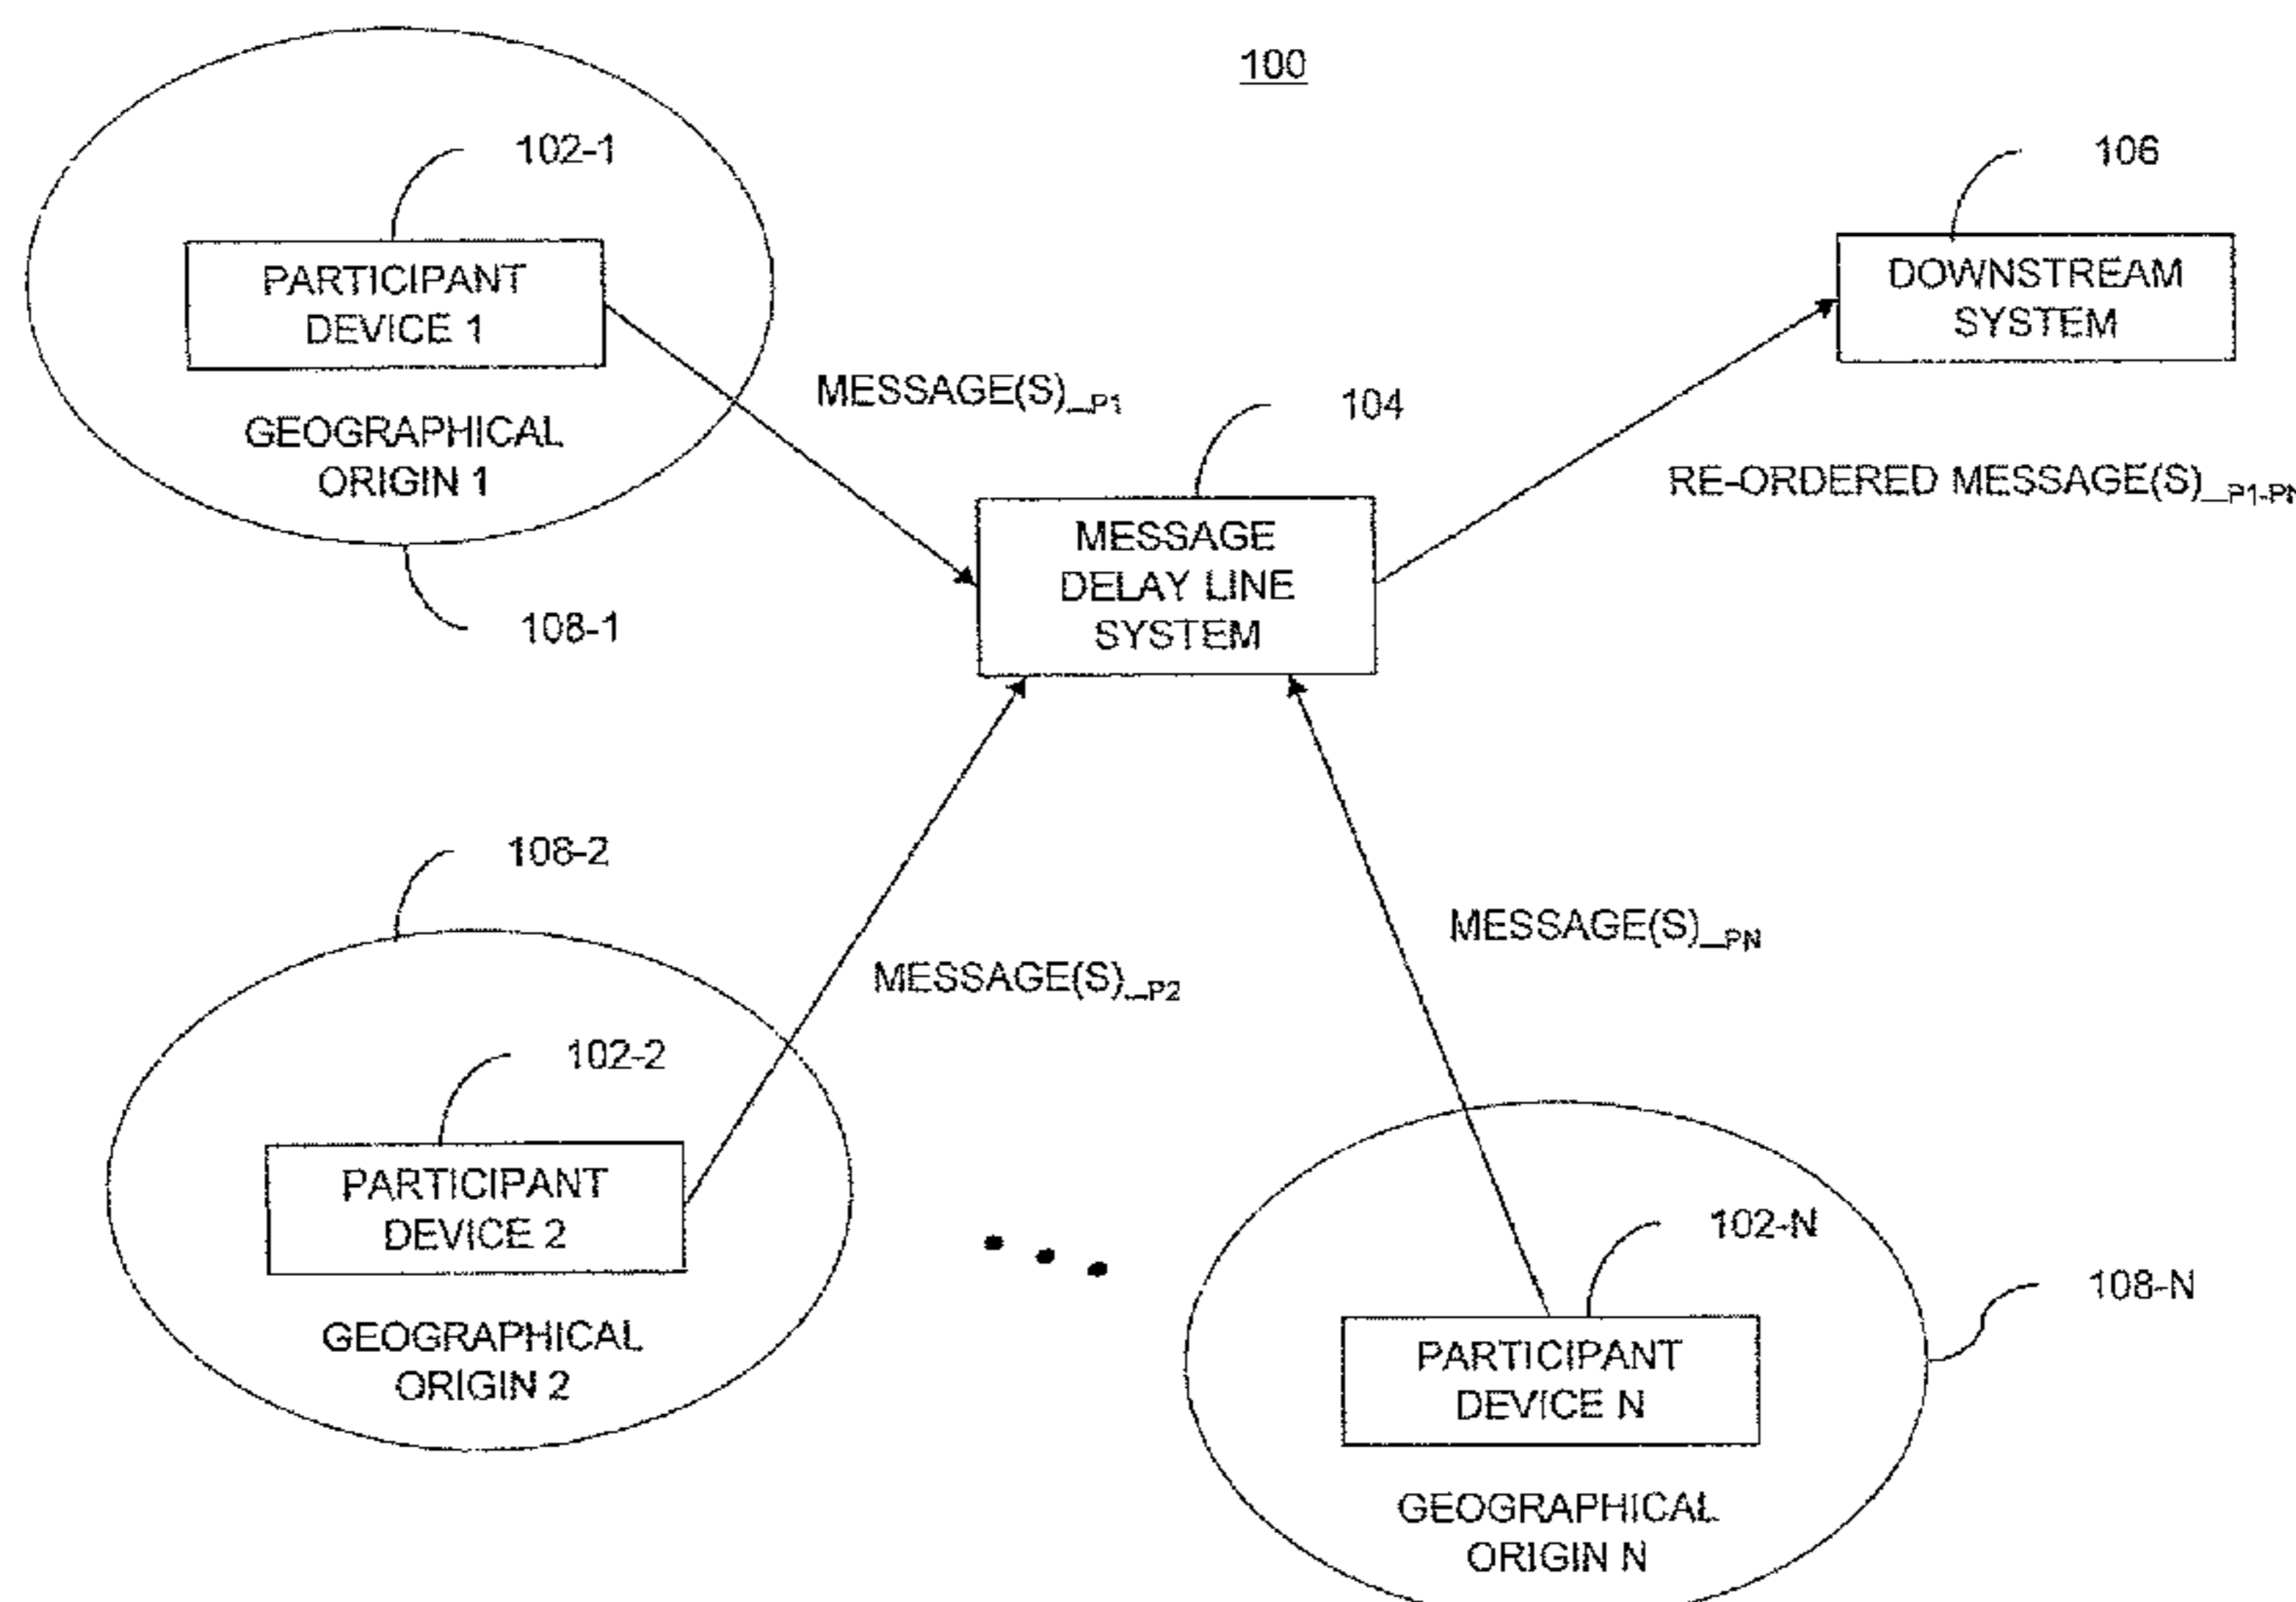 100
102-1
106
PARTICIPANT
DEVICE 1
DOWNSTREAM
SYSTEM
MESSAGE(S)_P1
104
GEOGRAPHICAL
ORIGIN 1
RE-ORDERED MESSAGE(S)_P1-PN
MESSAGE
DELAY LINE
SYSTEM
108-1
108-2
MESSAGE(S)_PN
MESSAGE(S)_P2
102-2
PARTICIPANT
DEVICE 2
102-N
108-N
GEOGRAPHICAL
ORIGIN 2
PARTICIPANT
DEVICE N
GEOGRAPHICAL
ORIGIN N